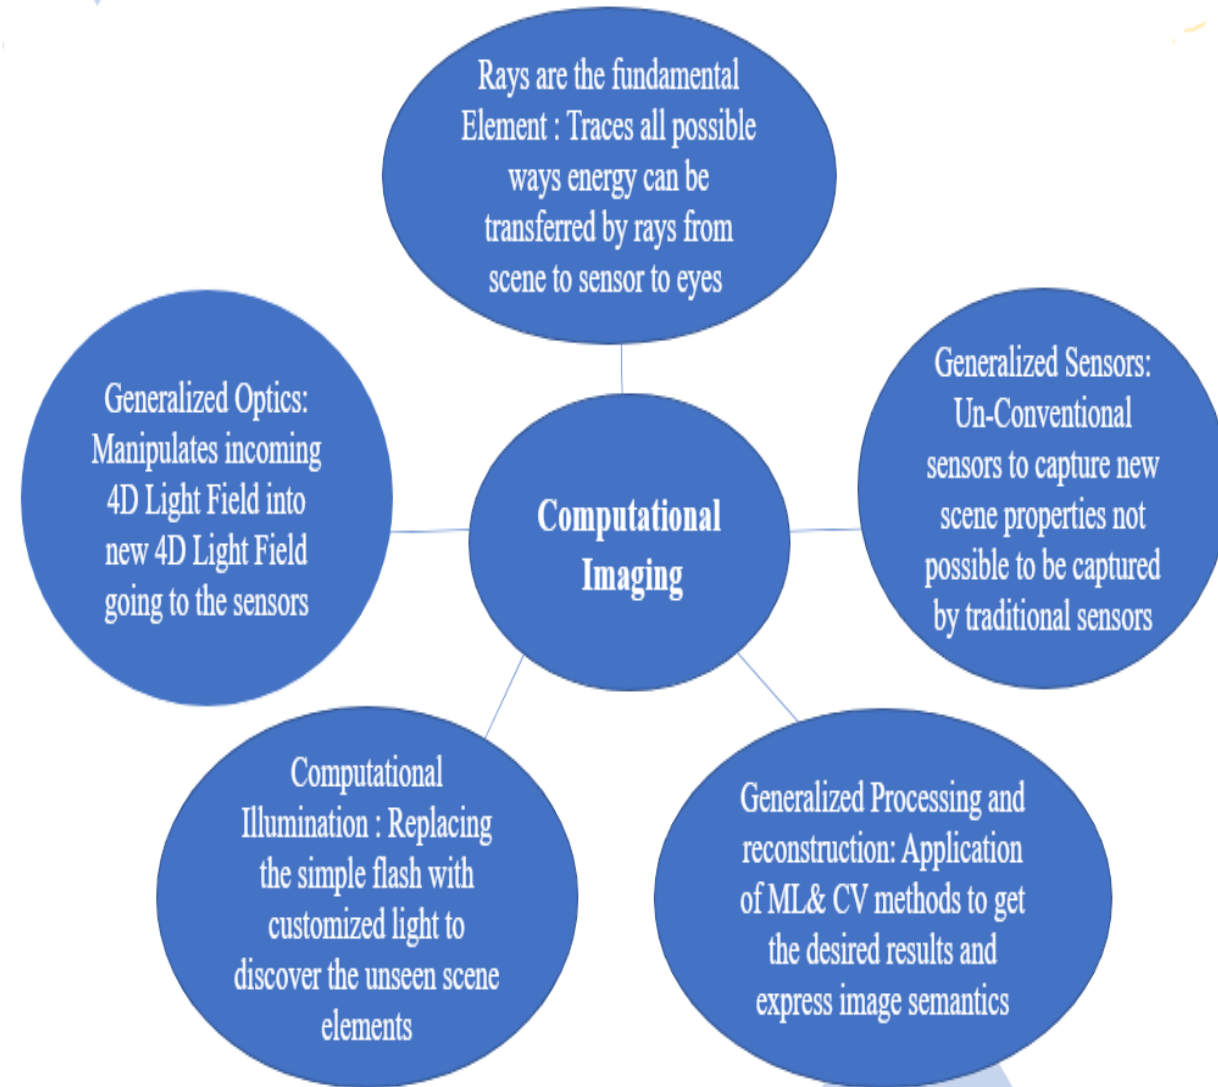 Rays are the fundamental
Element : Traces all possible
ways energy can be
transferred by rays from
scene to sensor to eyes
Generalized Optics:
Manipulates incoming
4D Light Field into
new 4D Light Field
going to the sensors
Computational
Imaging
Generalized Sensors:
Un-Conventional
sensors to capture new
scene properties not
possible to be captured
by traditional sensors
Computational
Illumination : Replacing
the simple flash with
customized light to
discover the unseen scene
elements
Generalized Processing and
reconstruction: Application
of ML& CV methods to get
the desired results and
express image semantics